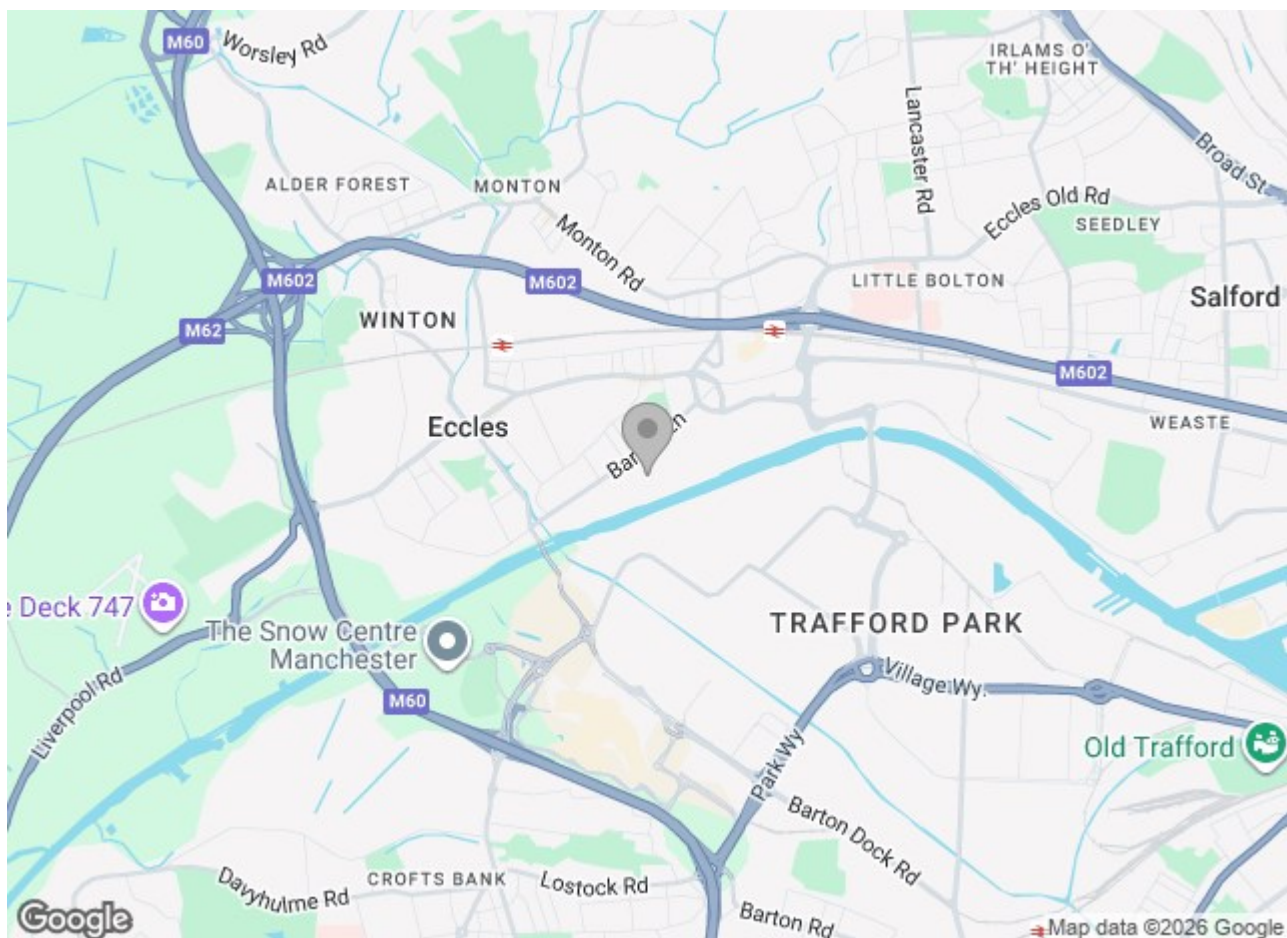 M60
Worsley Rd
IRLAMS O'
TH' HEIGHT
Lancaster Rd
Broad St.
ALDER FOREST
MONTON
Eccles Old Rd
SEEDLEY
Monton Rd
M602
M602
LITTLE BOLTON
Salford
M62
WINTON
M602
WEASTE
Eccles
e Deck 747
The Snow Centre
Manchester
TRAFFORD PARK
M60
Village Wy.
Liverpool Rd
Old Trafford
Park Wy
Barton Dock Rd
Davyhulme Rd
CROFTS BANK
Lostock Rd
Barton Rd
Google
Map data ©2026 Google